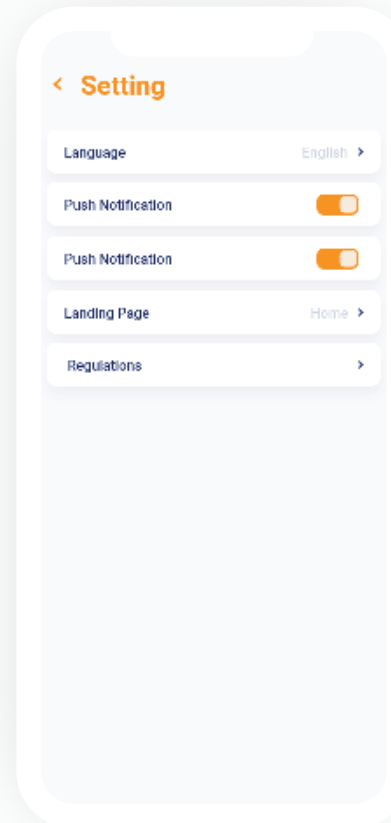 Setting
Language English
Push Notification
Push Notification
Landing Page Home
Regulations